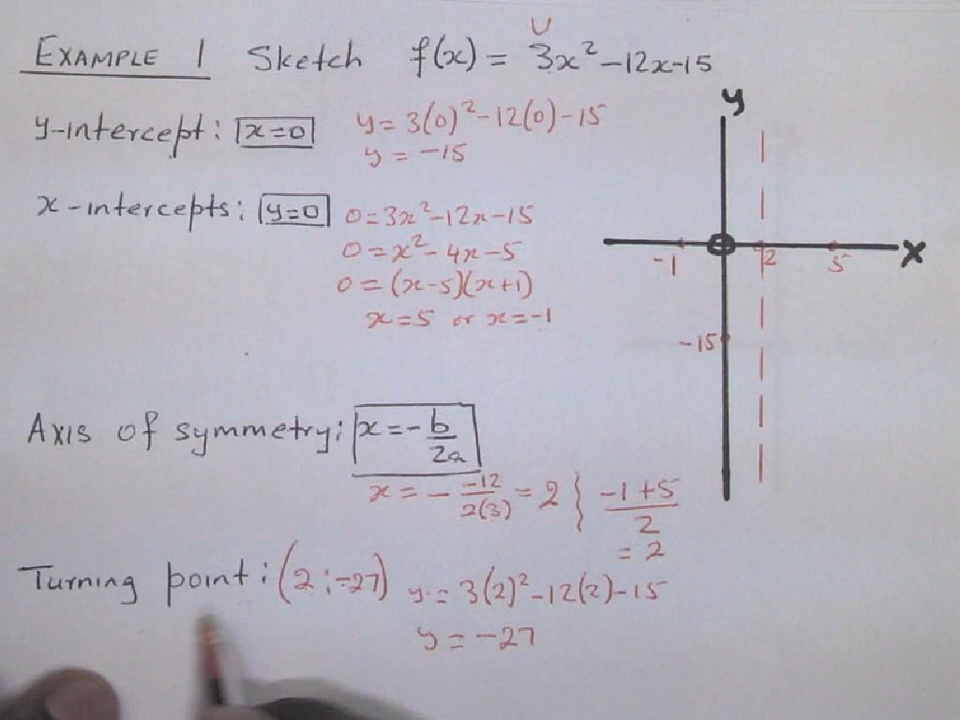 EXAMPLE 1 Sketch f(x) = 3x² -12x-15
∪
y-intercept: x=0 y = 3(0)² -12(0) -15
y = -15
x-intercepts: y=0 0=3x²-12x-15
0 = x²-4x-5
0 = (x-5)(x+1)
x=5 or x=-1
Axis of symmetry: x = -b/2a
x = - -12/2(3) = 2 } -1+5/2
= 2
Turning point: (2;-27) y = 3(2)² -12(2)-15
y = -27
y
x
-1 2 5
-15